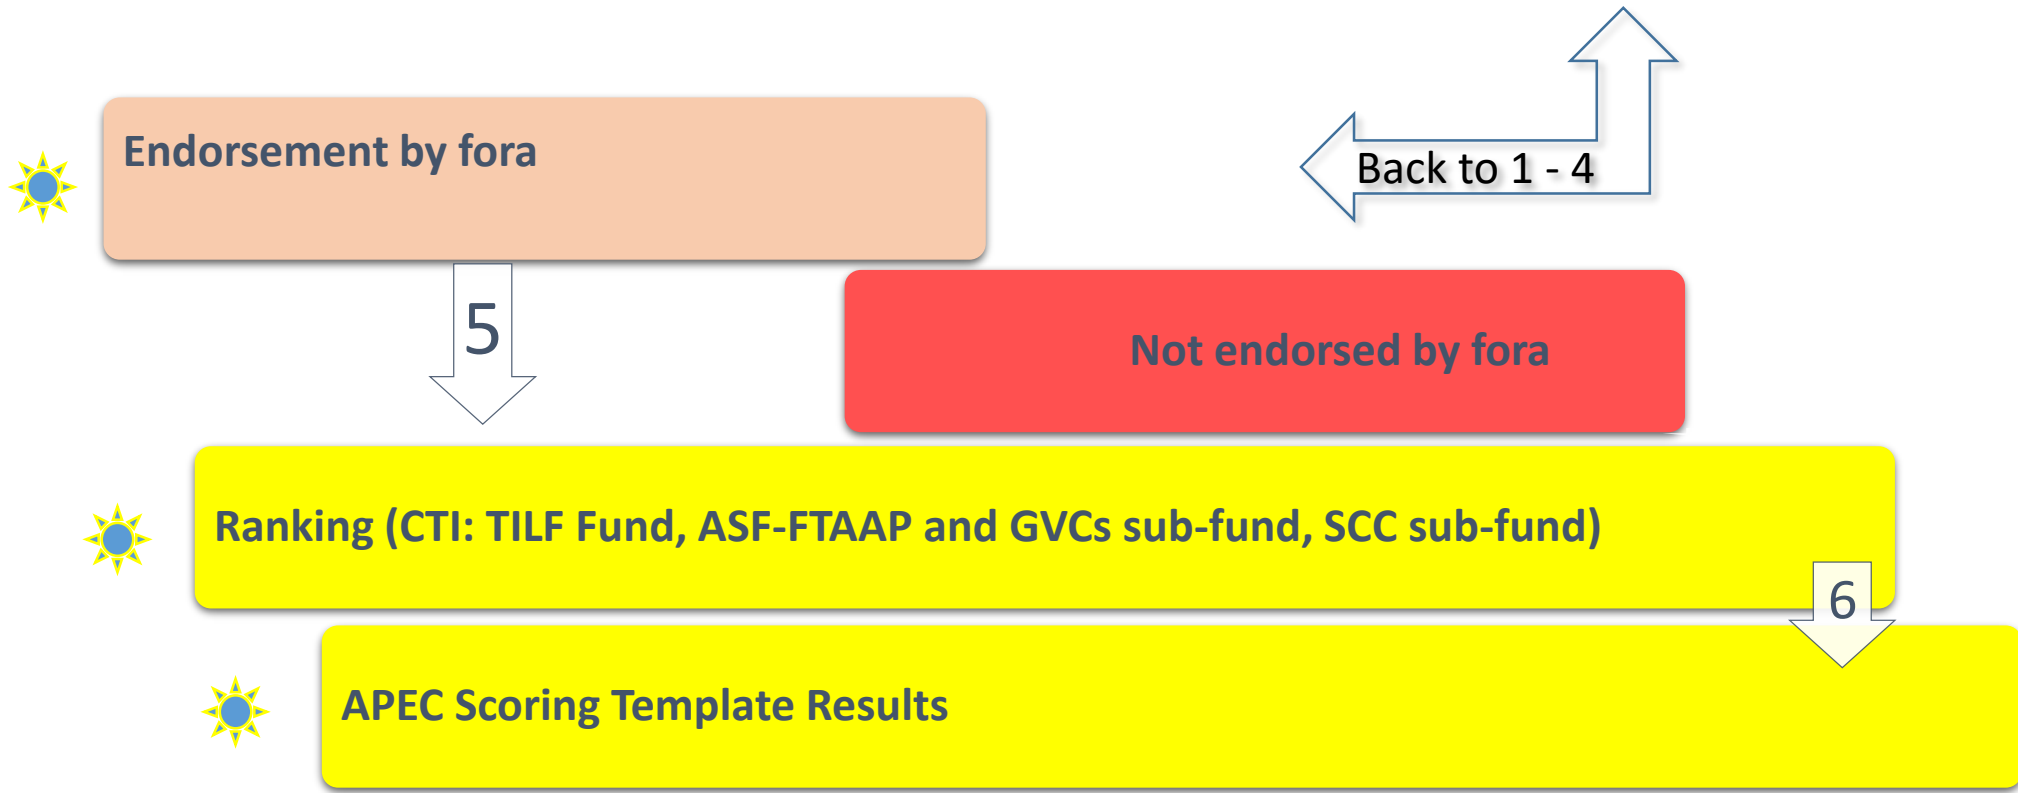 Endorsement by fora
Back to 1 - 4
5
Not endorsed by fora
Ranking (CTI: TILF Fund, ASF-FTAAP and GVCs sub-fund, SCC sub-fund)
6
APEC Scoring Template Results